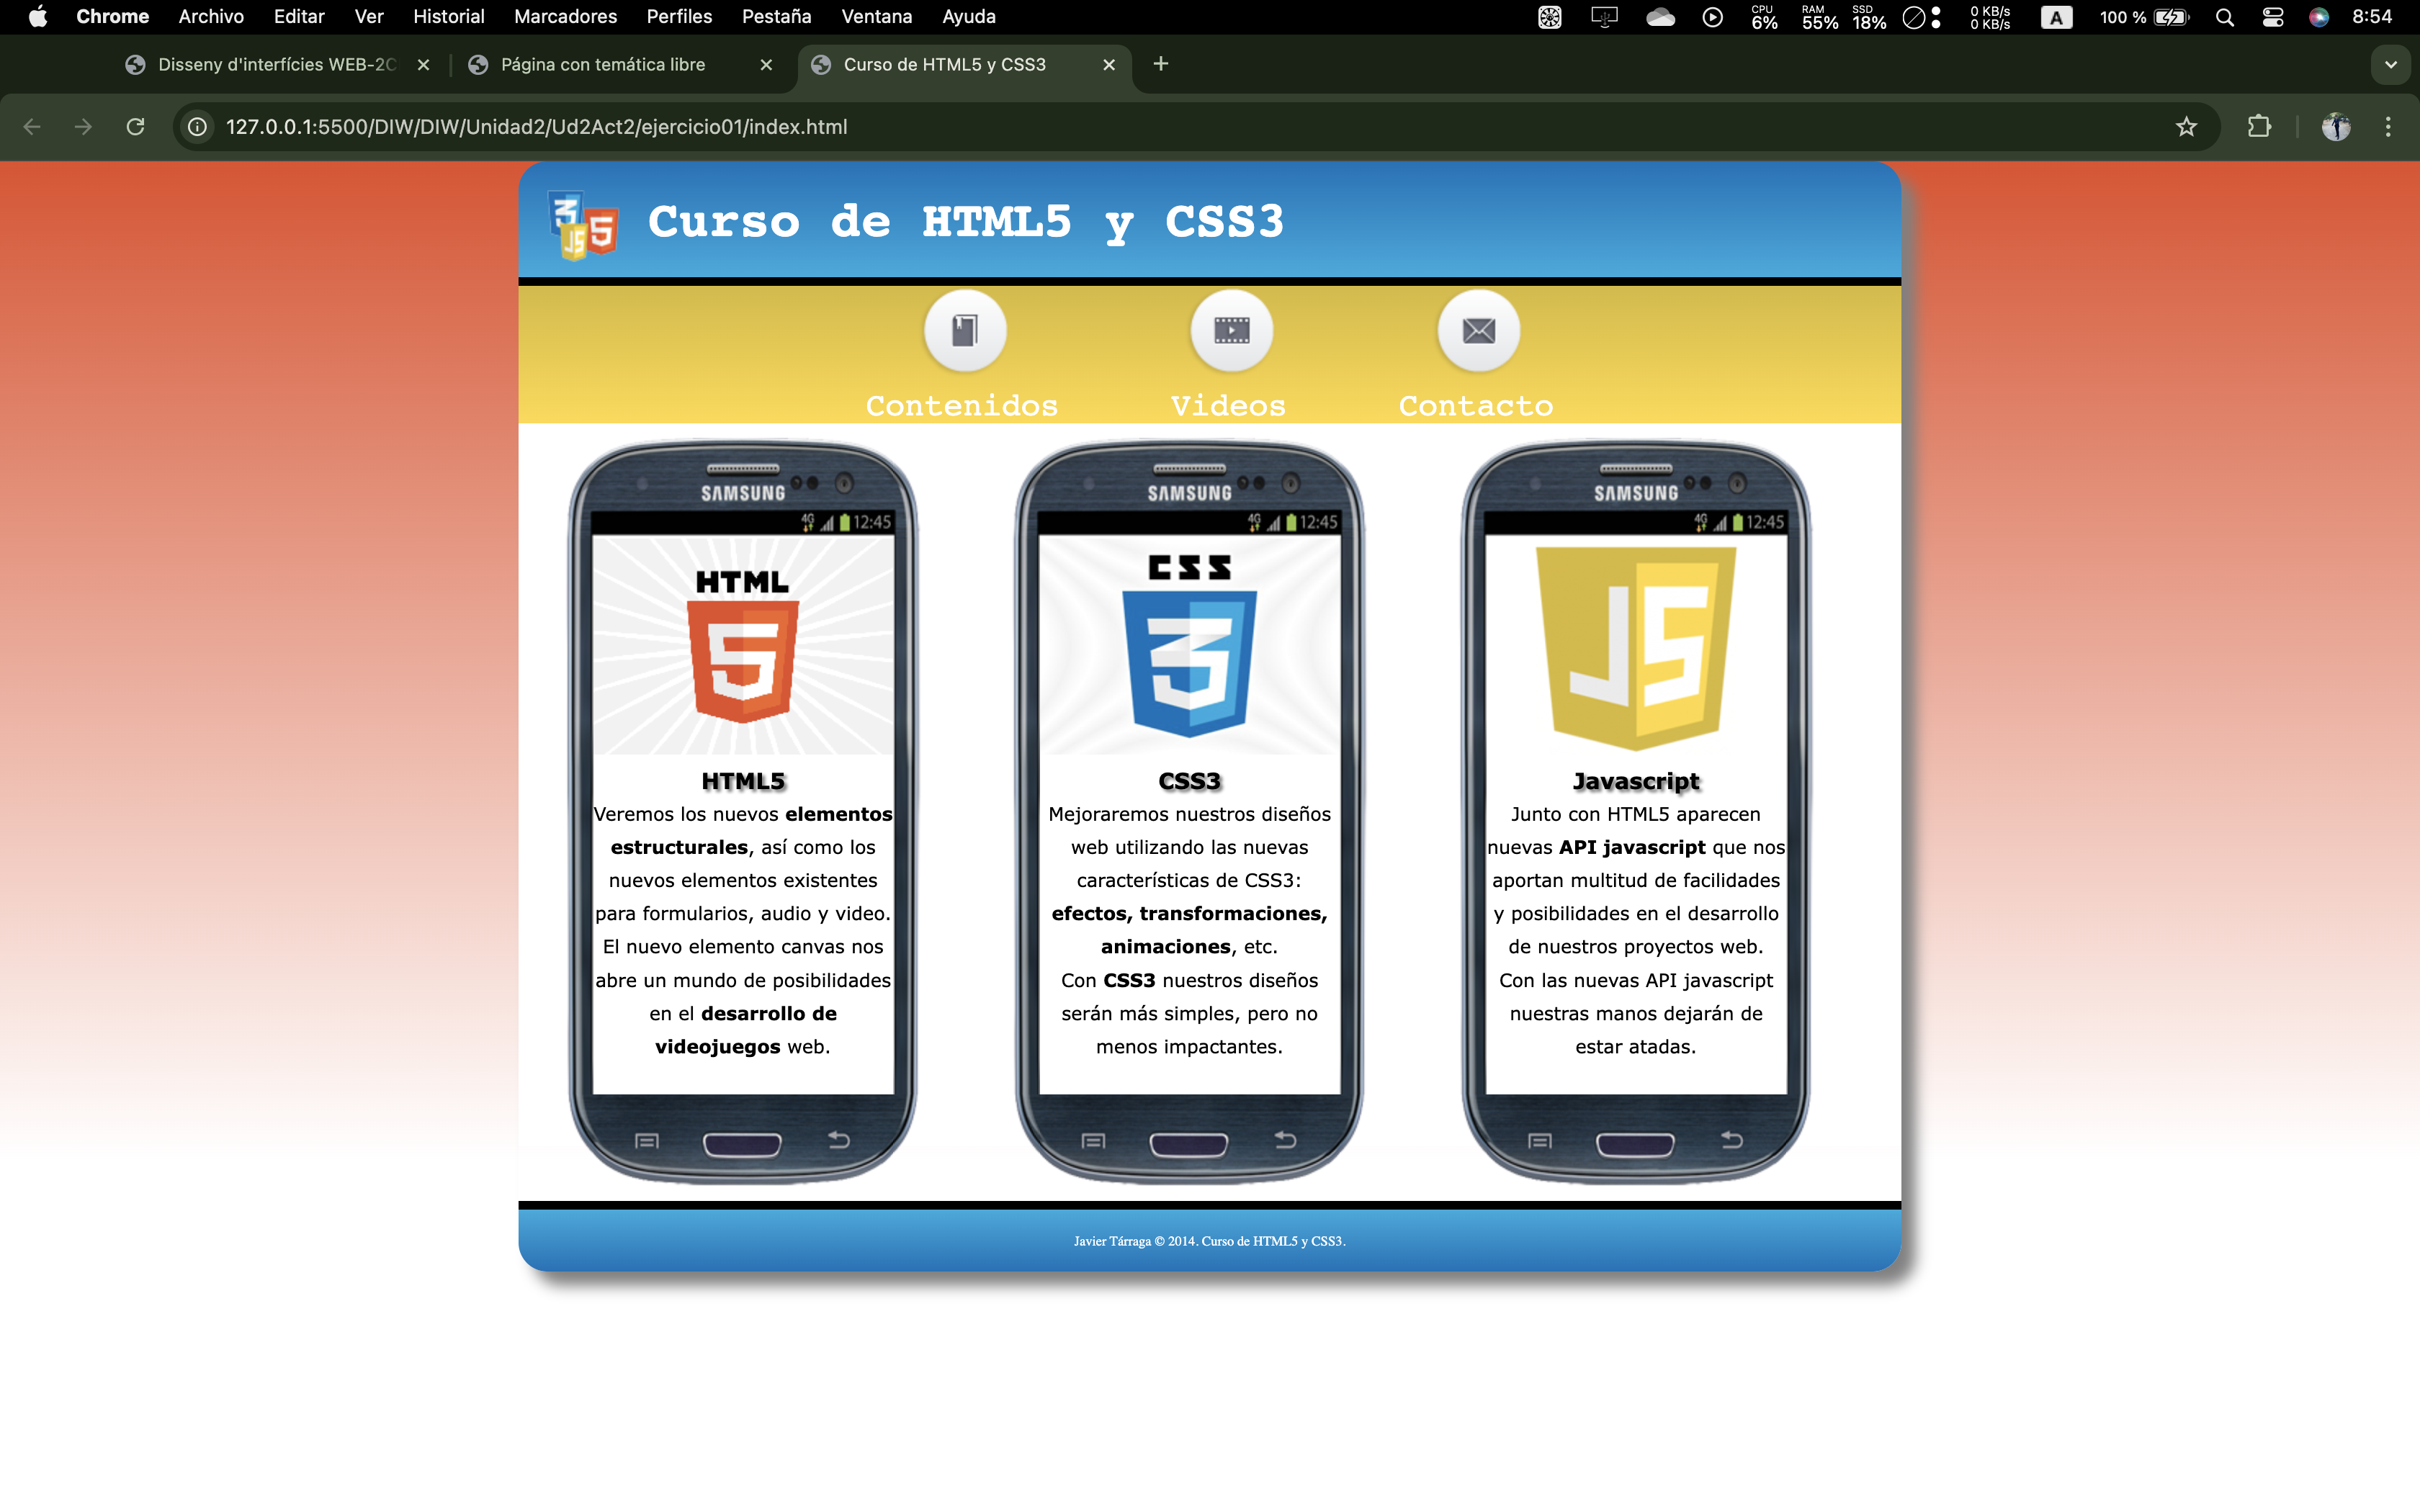 Chrome Archivo Editar Ver Historial Marcadores Perfiles Pestaña Ventana Ayuda
CPU 6% RAM 55% SSD 18% 0 KB/s 0 KB/s A 100 % 8:54
Disseny d'interfícies WEB-2C
Página con temática libre
Curso de HTML5 y CSS3
127.0.0.1:5500/DIW/DIW/Unidad2/Ud2Act2/ejercicio01/index.html
3 JS 5
Curso de HTML5 y CSS3
Contenidos
Videos
Contacto
SAMSUNG
4G 12:45
HTML
5
HTML5
Veremos los nuevos elementos
estructurales, así como los
nuevos elementos existentes
para formularios, audio y video.
El nuevo elemento canvas nos
abre un mundo de posibilidades
en el desarrollo de
videojuegos web.
SAMSUNG
4G 12:45
CSS
3
CSS3
Mejoraremos nuestros diseños
web utilizando las nuevas
características de CSS3:
efectos, transformaciones,
animaciones, etc.
Con CSS3 nuestros diseños
serán más simples, pero no
menos impactantes.
SAMSUNG
4G 12:45
JS
Javascript
Junto con HTML5 aparecen
nuevas API javascript que nos
aportan multitud de facilidades
y posibilidades en el desarrollo
de nuestros proyectos web.
Con las nuevas API javascript
nuestras manos dejarán de
estar atadas.
Javier Tárraga © 2014. Curso de HTML5 y CSS3.